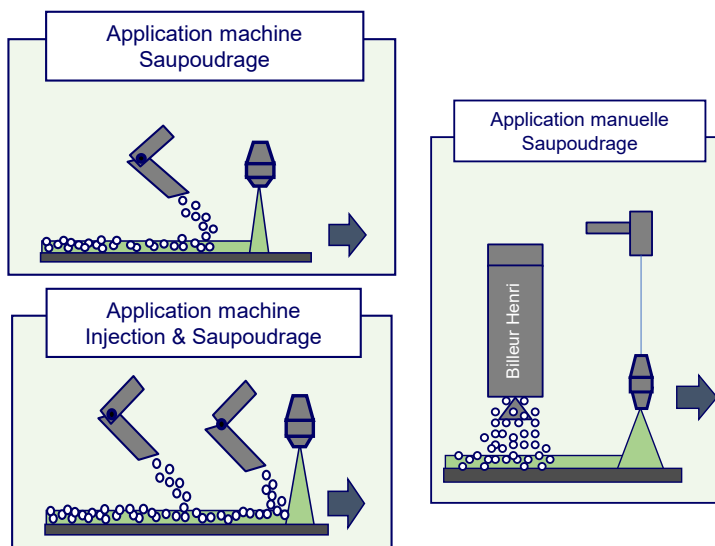 Application machine
Saupoudrage
Application machine
Injection & Saupoudrage
Application manuelle
Saupoudrage
Billeur Henri